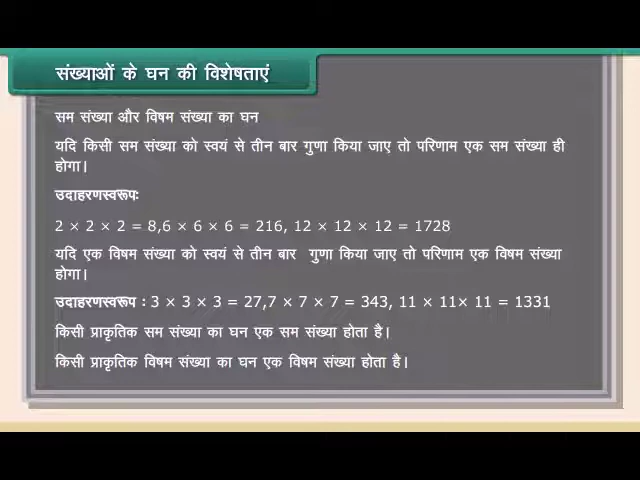 संख्याओं के घन की विशेषताएं
सम संख्या और विषम संख्या का घन
यदि किसी सम संख्या को स्वयं से तीन बार गुणा किया जाए तो परिणाम एक सम संख्या ही
होगा।
उदाहरणस्वरूपः
2 × 2 × 2 = 8,6 × 6 × 6 = 216, 12 × 12 × 12 = 1728
यदि एक विषम संख्या को स्वयं से तीन बार गुणा किया जाए तो परिणाम एक विषम संख्या
होगा।
उदाहरणस्वरूप : 3 × 3 × 3 = 27,7 × 7 × 7 = 343, 11 × 11× 11 = 1331
किसी प्राकृतिक सम संख्या का घन एक सम संख्या होता है।
किसी प्राकृतिक विषम संख्या का घन एक विषम संख्या होता है।